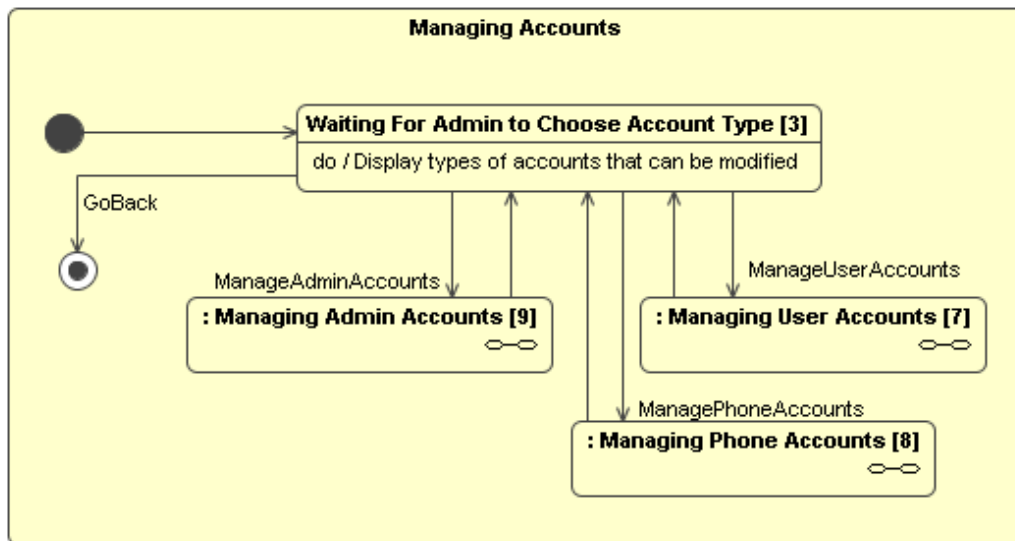 Managing Accounts
Waiting For Admin to Choose Account Type [3]
do / Display types of accounts that can be modified
GoBack
ManageAdminAccounts
ManageUserAccounts
: Managing Admin Accounts [9]
: Managing User Accounts [7]
ManagePhoneAccounts
: Managing Phone Accounts [8]